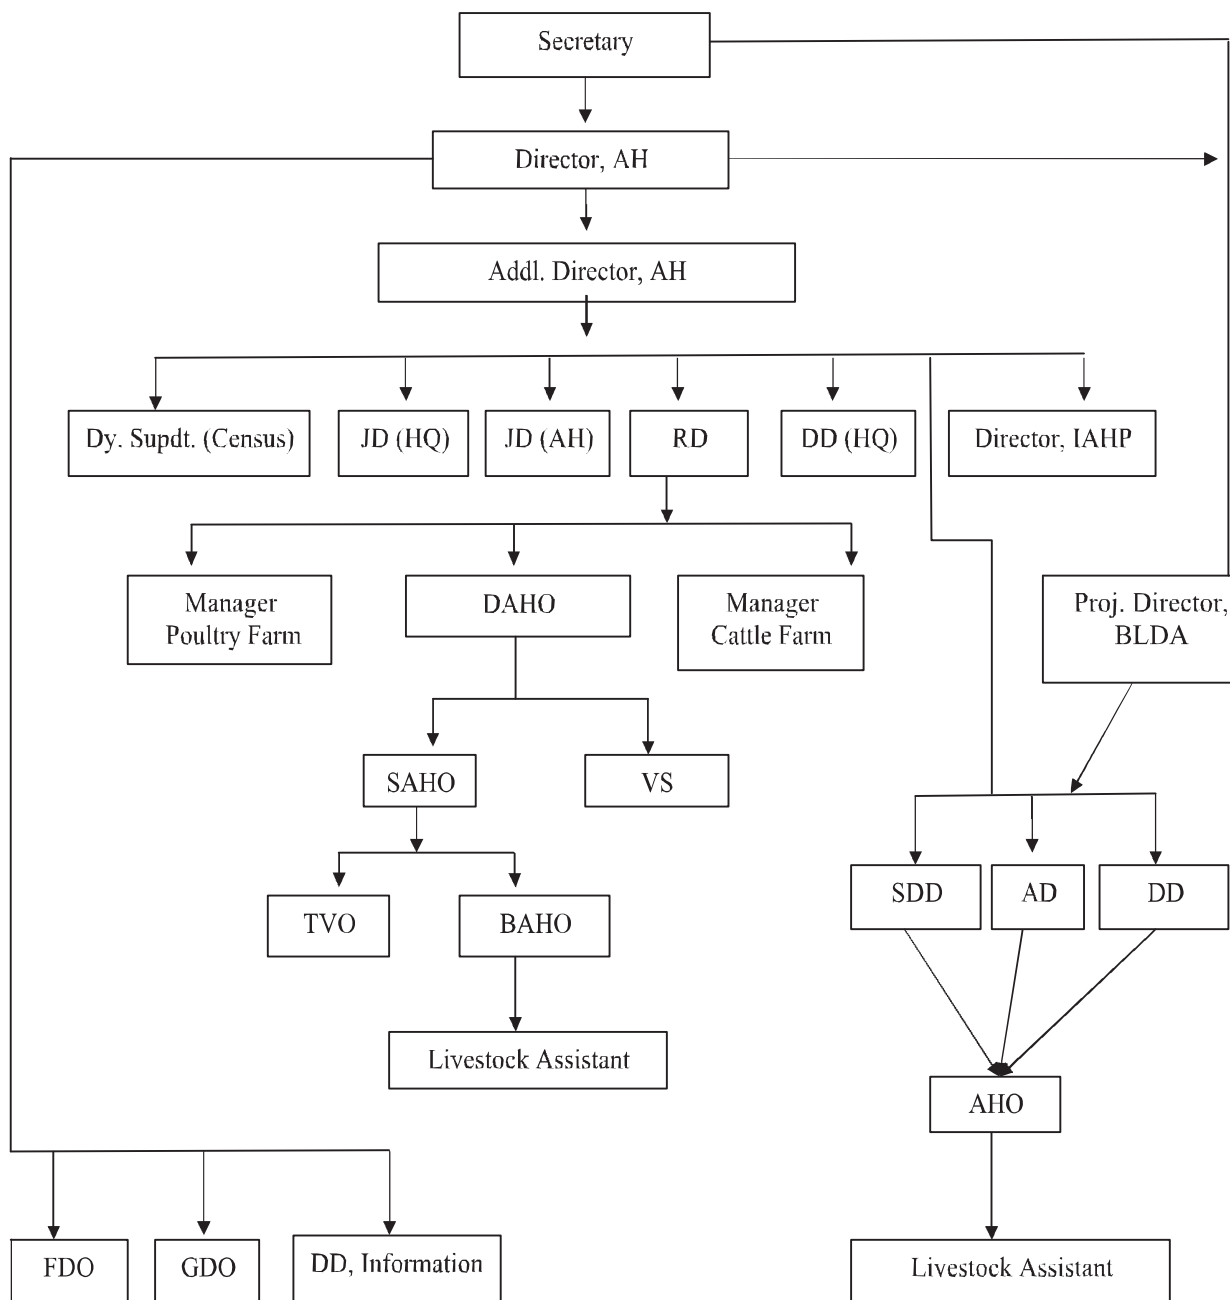 Secretary
Director, AH
Addl. Director, AH
Dy. Supdt. (Census)
JD (HQ)
JD (AH)
RD
DD (HQ)
Director, IAHP
Manager
Poultry Farm
DAHO
Manager
Cattle Farm
Proj. Director,
BLDA
SAHO
VS
SDD
AD
DD
TVO
BAHO
Livestock Assistant
AHO
FDO
GDO
DD, Information
Livestock Assistant